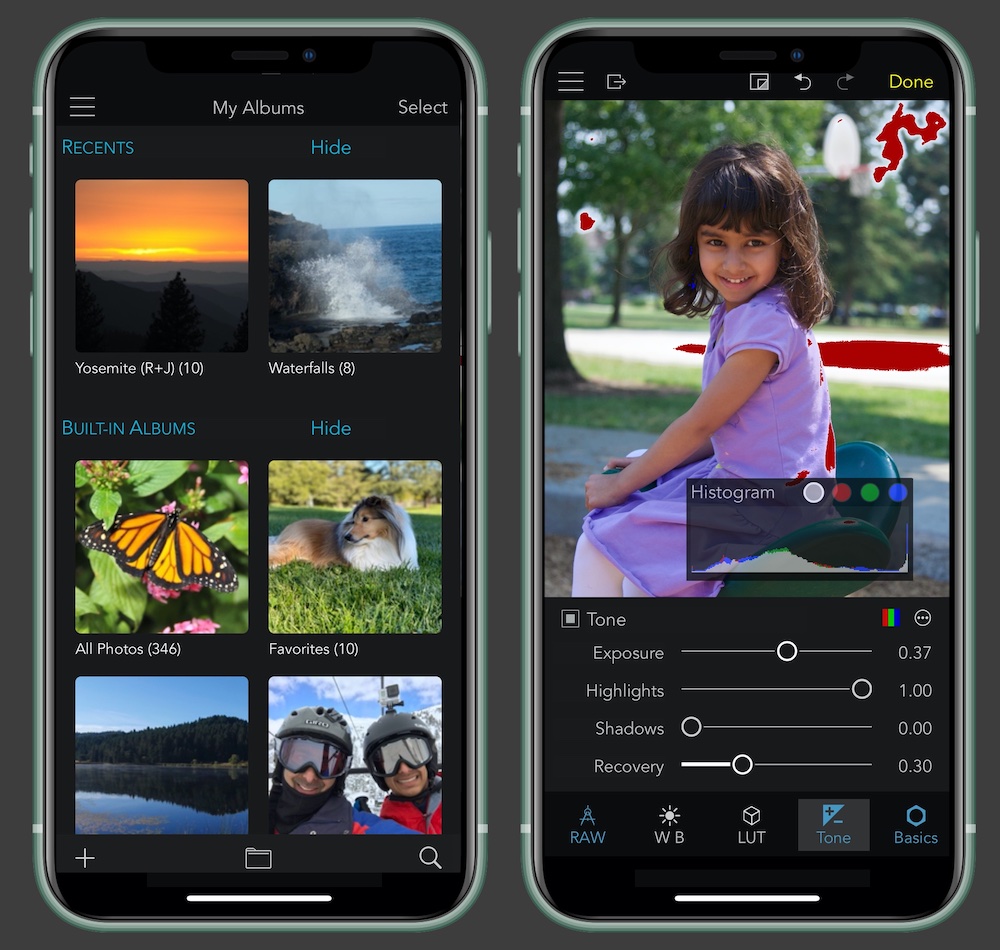 My Albums Select
RECENTS Hide
Yosemite (R+J) (10) Waterfalls (8)
BUILT-IN ALBUMS Hide
All Photos (346) Favorites (10)
GIRO
Done
Histogram
Tone
Exposure 0.37
Highlights 1.00
Shadows 0.00
Recovery 0.30
RAW W B LUT Tone Basics